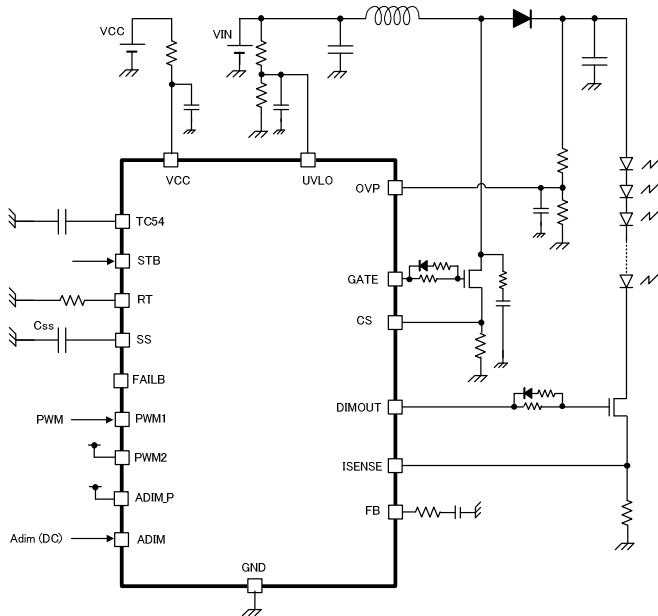 VCC
VIN
VCC
UVLO
OVP
TC54
STB
GATE
RT
CS
Css
SS
FAILB
DIMOUT
PWM
PWM1
PWM2
ISENSE
ADIM_P
FB
Adim (DC)
ADIM
GND